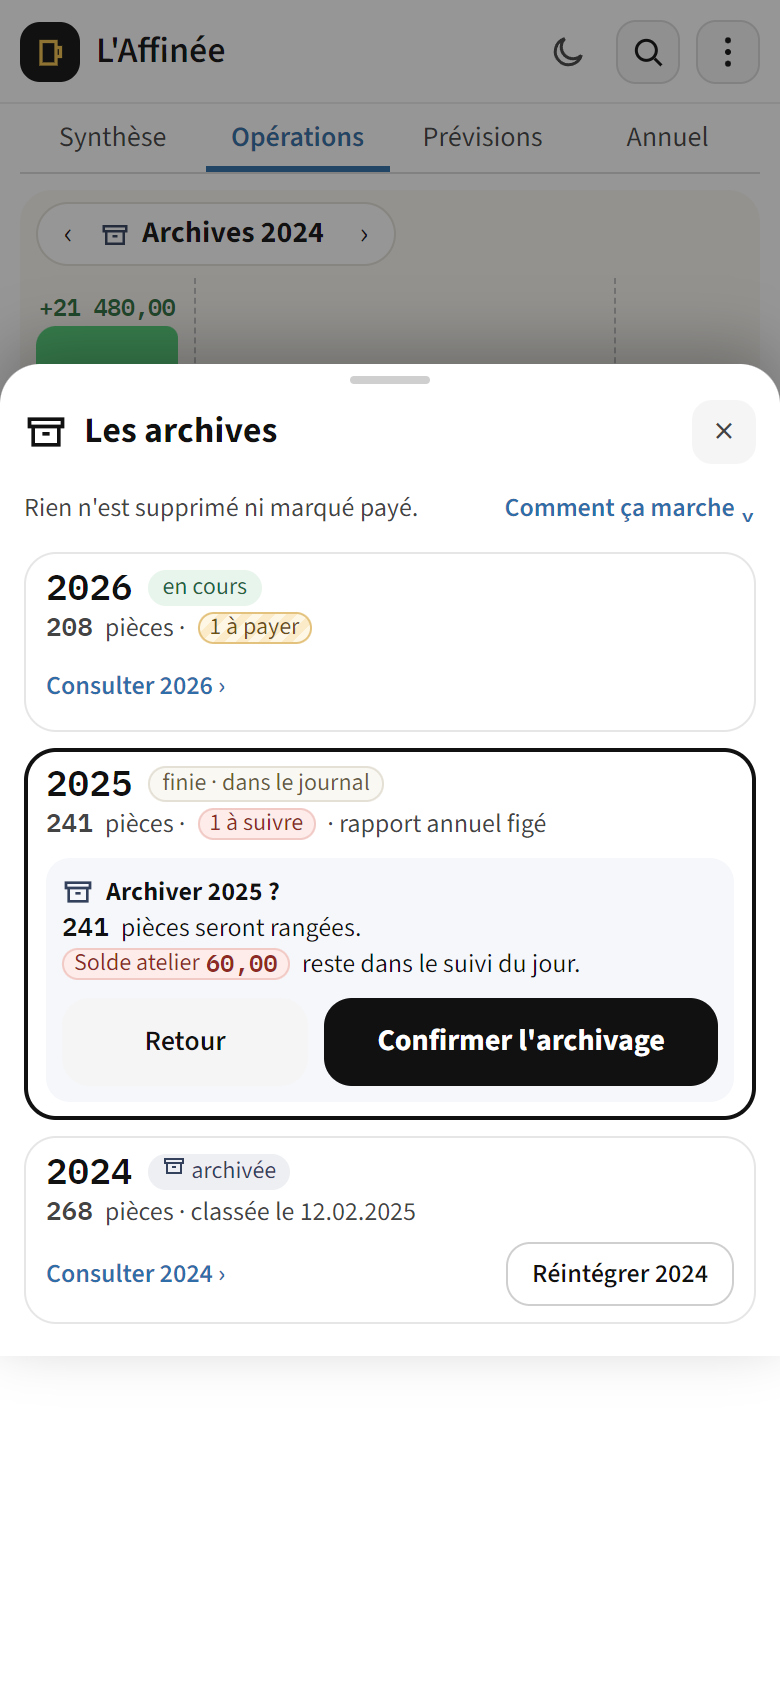 L'Affinée
Synthèse Opérations Prévisions Annuel
‹ Archives 2024 ›
+21 480,00
Les archives ×
Rien n'est supprimé ni marqué payé. Comment ça marche ˅
2026 en cours
208 pièces · 1 à payer
Consulter 2026 ›
2025 finie · dans le journal
241 pièces · 1 à suivre · rapport annuel figé
Archiver 2025 ?
241 pièces seront rangées.
Solde atelier 60,00 reste dans le suivi du jour.
Retour Confirmer l'archivage
2024 archivée
268 pièces · classée le 12.02.2025
Consulter 2024 › Réintégrer 2024